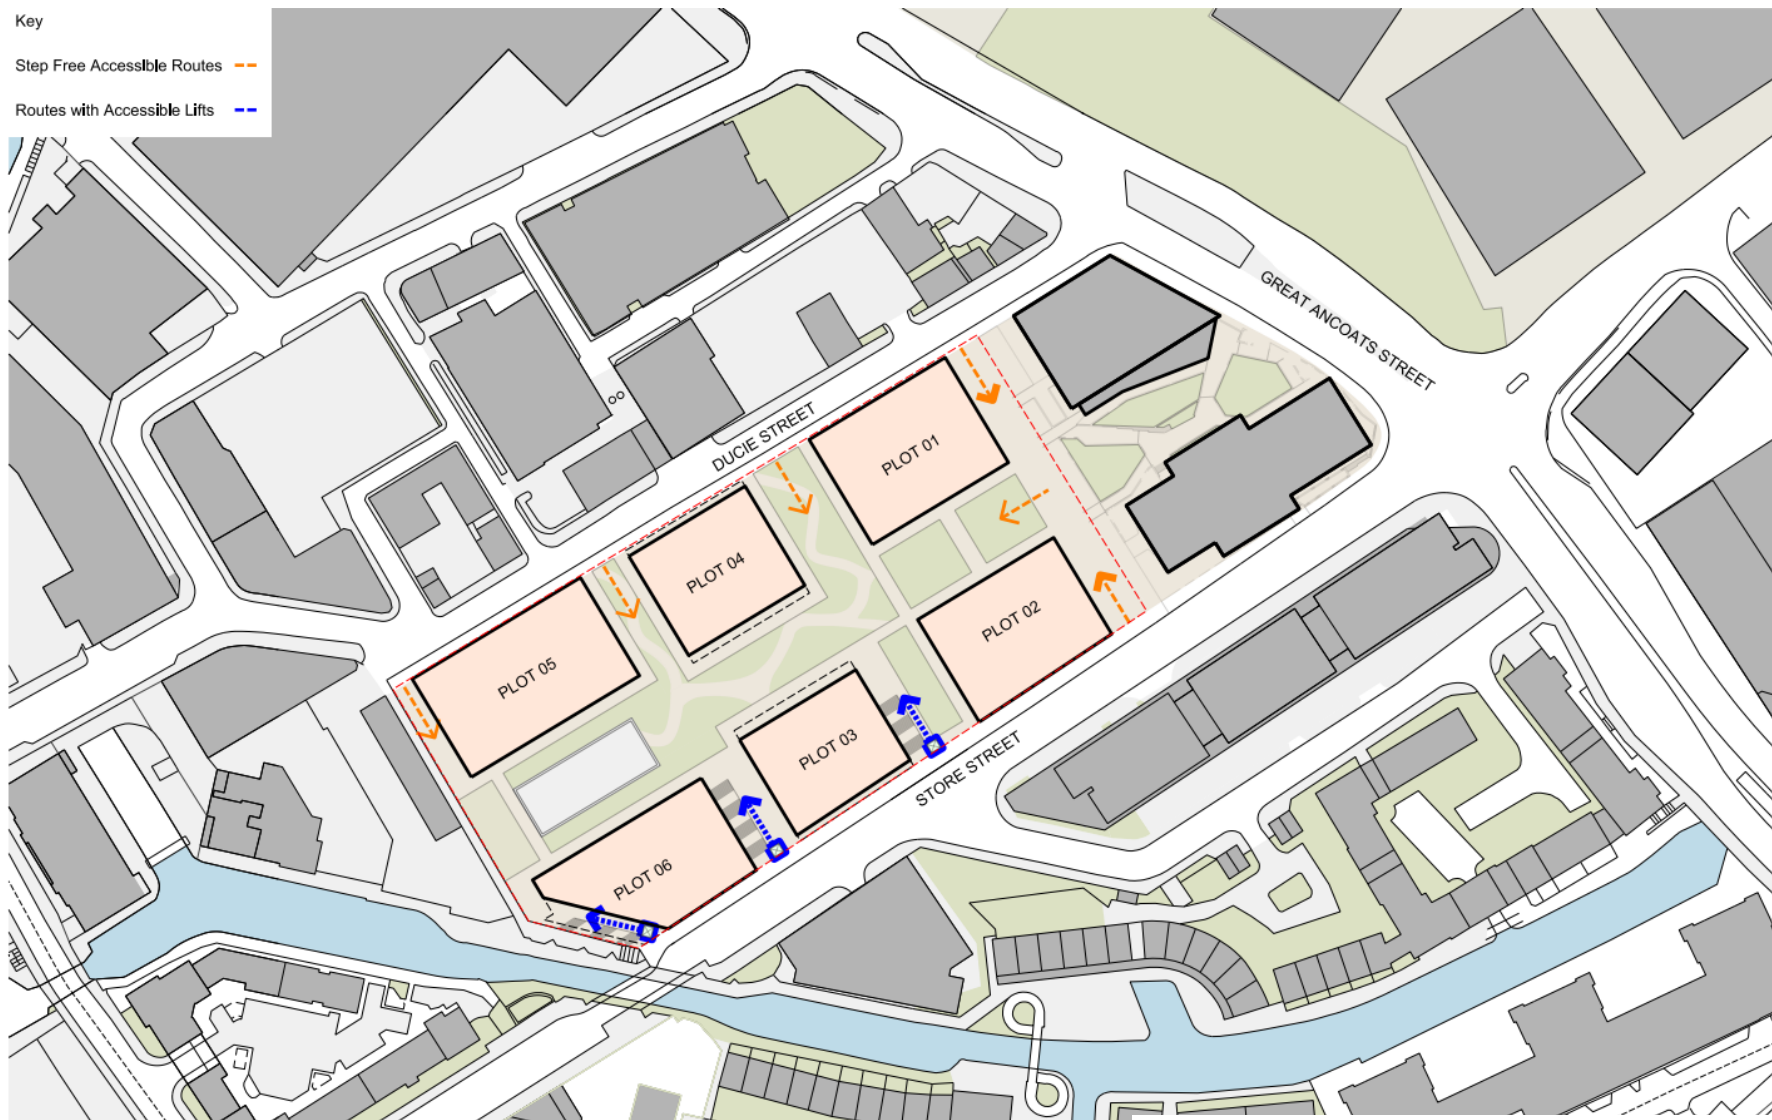 Key
Step Free Accessible Routes
Routes with Accessible Lifts
GREAT ANCOATS STREET
DUCIE STREET
PLOT 01
PLOT 04
PLOT 02
PLOT 05
PLOT 03
STORE STREET
PLOT 06